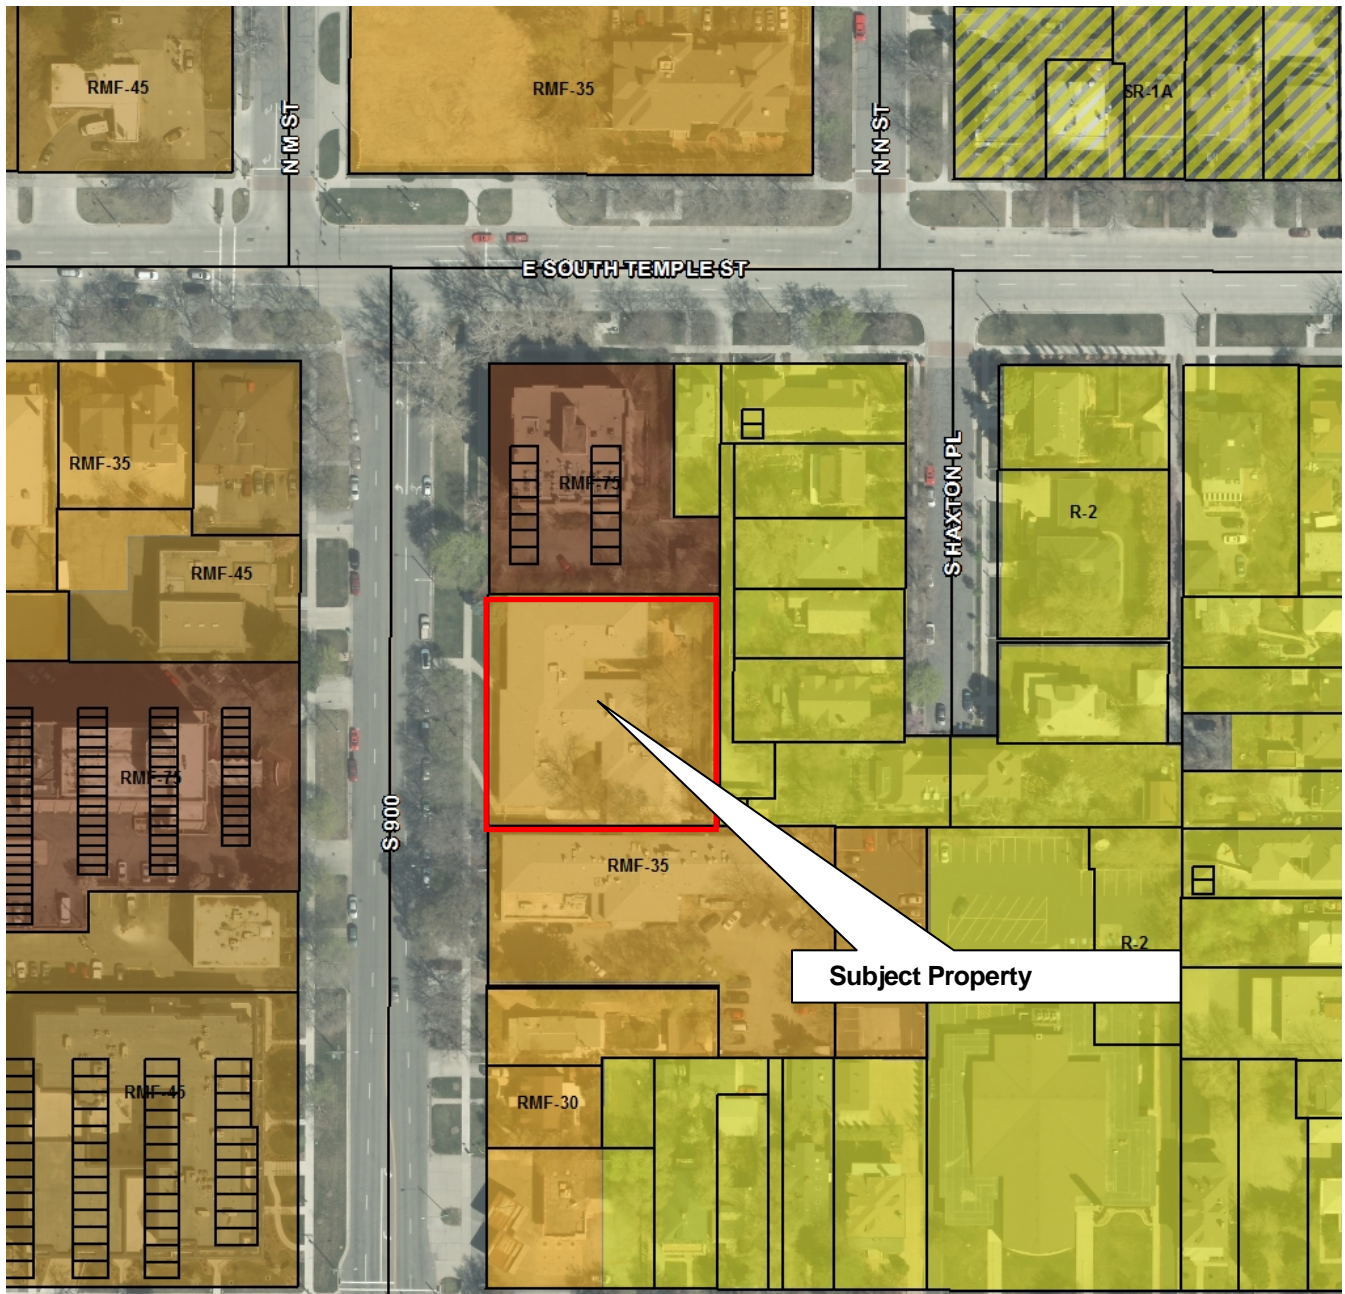 RMF-45
RMF-35
SR-1A
N M ST
N N ST
E SOUTH TEMPLE ST
RMF-35
RMF-75
S HAXTON PL
R-2
RMF-45
RMF-75
S 900
RMF-35
R-2
Subject Property
RMF-45
RMF-30